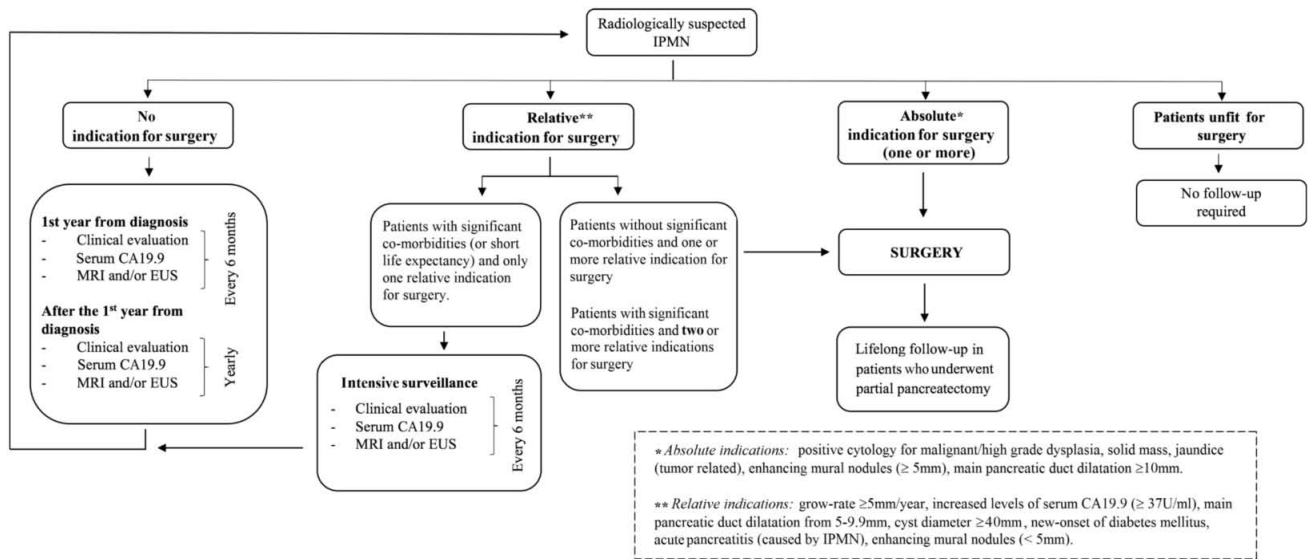 Radiologically suspected
IPMN
No
indication for surgery
Relative**
indication for surgery
Absolute*
indication for surgery
(one or more)
Patients unfit for
surgery
1st year from diagnosis
- Clinical evaluation
- Serum CA19.9
- MRI and/or EUS
Every 6 months
After the 1st year from
diagnosis
- Clinical evaluation
- Serum CA19.9
- MRI and/or EUS
Yearly
Patients with significant
co-morbidities (or short
life expectancy) and only
one relative indication
for surgery.
Patients without significant
co-morbidities and one or
more relative indication for
surgery
Patients with significant
co-morbidities and two or
more relative indications
for surgery
Intensive surveillance
- Clinical evaluation
- Serum CA19.9
- MRI and/or EUS
Every 6 months
SURGERY
Lifelong follow-up in
patients who underwent
partial pancreatectomy
No follow-up
required
* Absolute indications: positive cytology for malignant/high grade dysplasia, solid mass, jaundice
(tumor related), enhancing mural nodules (≥ 5mm), main pancreatic duct dilatation ≥10mm.
** Relative indications: grow-rate ≥5mm/year, increased levels of serum CA19.9 (≥ 37U/ml), main
pancreatic duct dilatation from 5-9.9mm, cyst diameter ≥40mm, new-onset of diabetes mellitus,
acute pancreatitis (caused by IPMN), enhancing mural nodules (< 5mm).